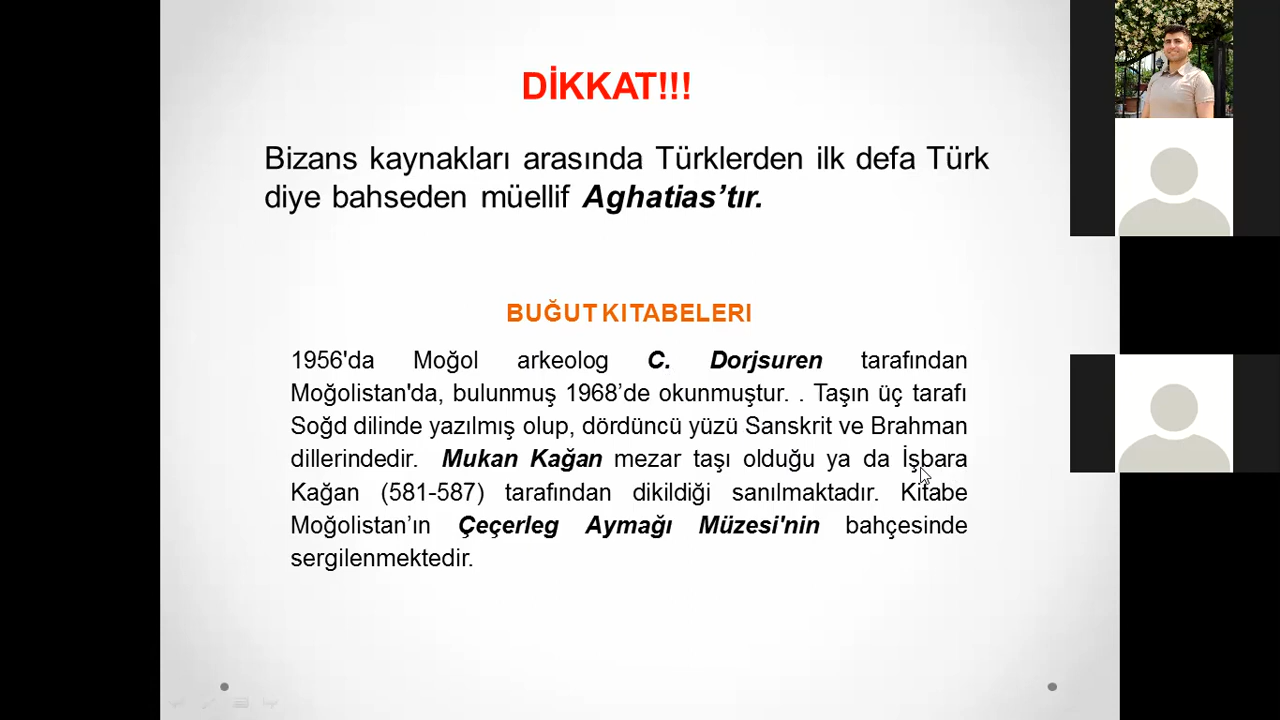 DİKKAT!!!
Bizans kaynakları arasında Türklerden ilk defa Türk
diye bahseden müellif Aghatias’tır.
BUĞUT KITABELERI
1956'da Moğol arkeolog C. Dorjsuren tarafından
Moğolistan'da, bulunmuş 1968’de okunmuştur. . Taşın üç tarafı
Soğd dilinde yazılmış olup, dördüncü yüzü Sanskrit ve Brahman
dillerindedir. Mukan Kağan mezar taşı olduğu ya da İşbara
Kağan (581-587) tarafından dikildiği sanılmaktadır. Kitabe
Moğolistan’ın Çeçerleg Aymağı Müzesi'nin bahçesinde
sergilenmektedir.